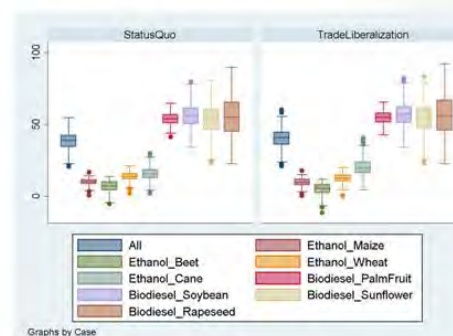 StatusQuo TradeLiberalization
100
50
0
All Ethanol_Maize
Ethanol_Beet Ethanol_Wheat
Ethanol_Cane Biodiesel_PalmFruit
Biodiesel_Soybean Biodiesel_Sunflower
Biodiesel_Rapeseed
Graphs by Case